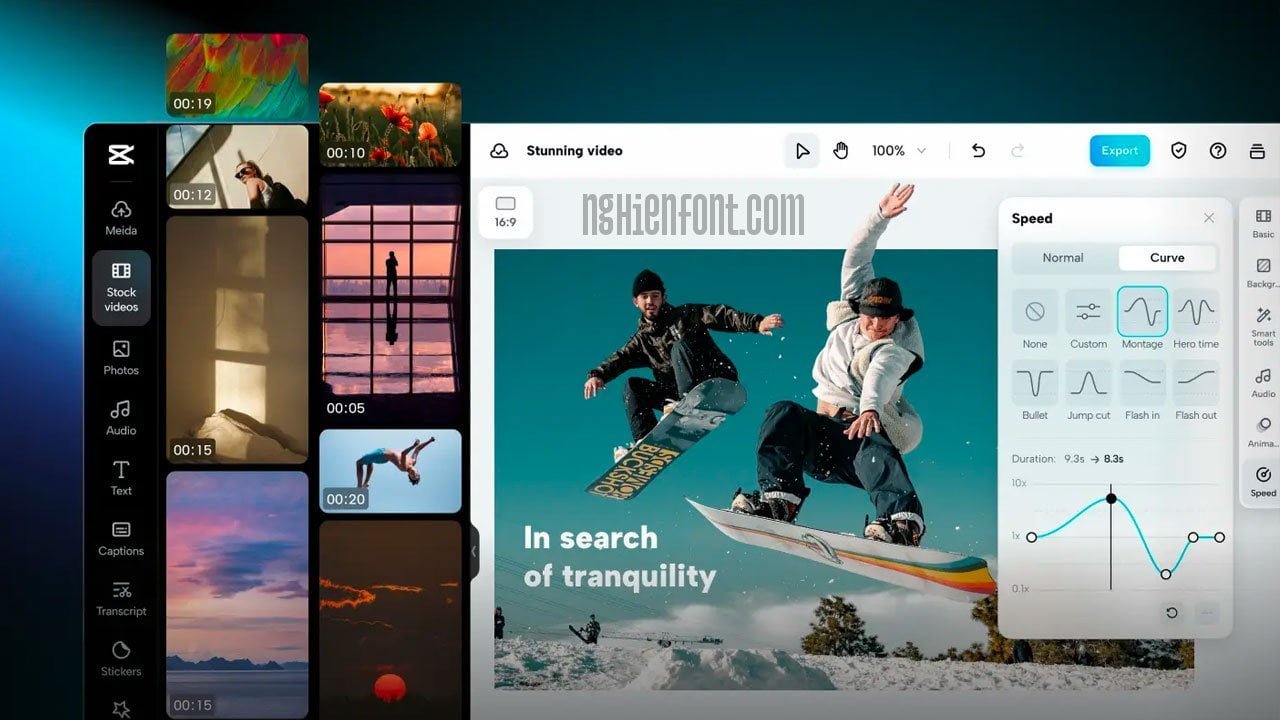 00:19
00:10
00:12
00:15
00:05
00:20
00:15
Meida
Stock
videos
Photos
Audio
Text
Captions
Transcript
Stickers
Stunning video
100%
Export
16:9
nGHienFonT.com
In search
of tranquility
Speed
Normal
Curve
None
Custom
Montage
Hero time
Bullet
Jump cut
Flash in
Flash out
Duration: 9.3s → 8.3s
10x
1x
0.1x
Basic
Backgr...
Smart
tools
Audio
Anima...
Speed